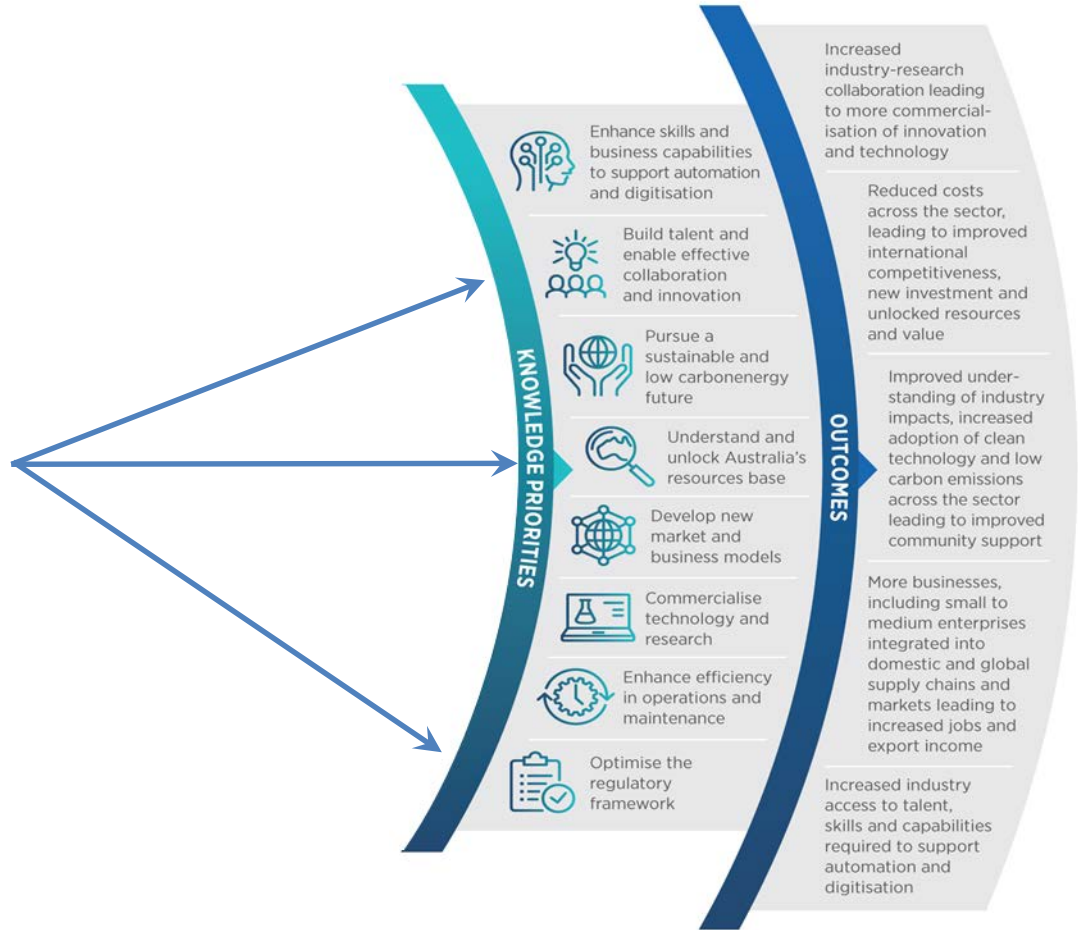 KNOWLEDGE PRIORITIES
Enhance skills and
business capabilities
to support automation
and digitisation
Build talent and
enable effective
collaboration
and innovation
Pursue a
sustainable and
low carbonenergy
future
Understand and
unlock Australia's
resources base
Develop new
market and
business models
Commercialise
technology and
research
Enhance efficiency
in operations and
maintenance
Optimise the
regulatory
framework
OUTCOMES
Increased
industry-research
collaboration leading
to more commercial-
isation of innovation
and technology
Reduced costs
across the sector,
leading to improved
international
competitiveness,
new investment and
unlocked resources
and value
Improved under-
standing of industry
impacts, increased
adoption of clean
technology and low
carbon emissions
across the sector
leading to improved
community support
More businesses,
including small to
medium enterprises
integrated into
domestic and global
supply chains and
markets leading to
increased jobs and
export income
Increased industry
access to talent,
skills and capabilities
required to support
automation and
digitisation